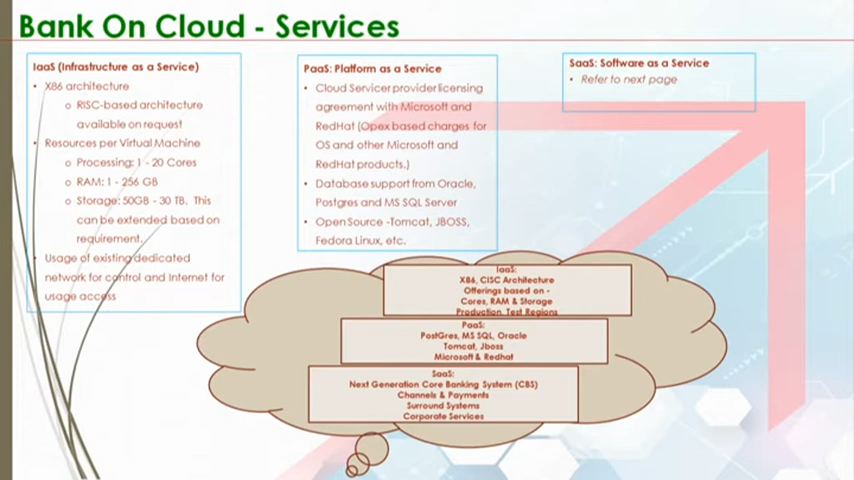 Bank On Cloud - Services
IaaS (Infrastructure as a Service)
• X86 architecture
o RISC-based architecture
available on request
• Resources per Virtual Machine
o Processing: 1 - 20 Cores
o RAM: 1 - 256 GB
o Storage: 50GB - 30 TB. This
can be extended based on
requirement.
• Usage of existing dedicated
network for control and Internet for
usage access
PaaS: Platform as a Service
• Cloud Servicer provider licensing
agreement with Microsoft and
RedHat (Opex based charges for
OS and other Microsoft and
RedHat products.)
• Database support from Oracle,
Postgres and MS SQL Server
• Open Source -Tomcat, JBOSS,
Fedora Linux, etc.
SaaS: Software as a Service
• Refer to next page
IaaS:
X86, CISC Architecture
Offerings based on -
Cores, RAM & Storage
Production, Test Regions
PaaS:
PostGres, MS SQL, Oracle
Tomcat, Jboss
Microsoft & Redhat
SaaS:
Next Generation Core Banking System (CBS)
Channels & Payments
Surround Systems
Corporate Services